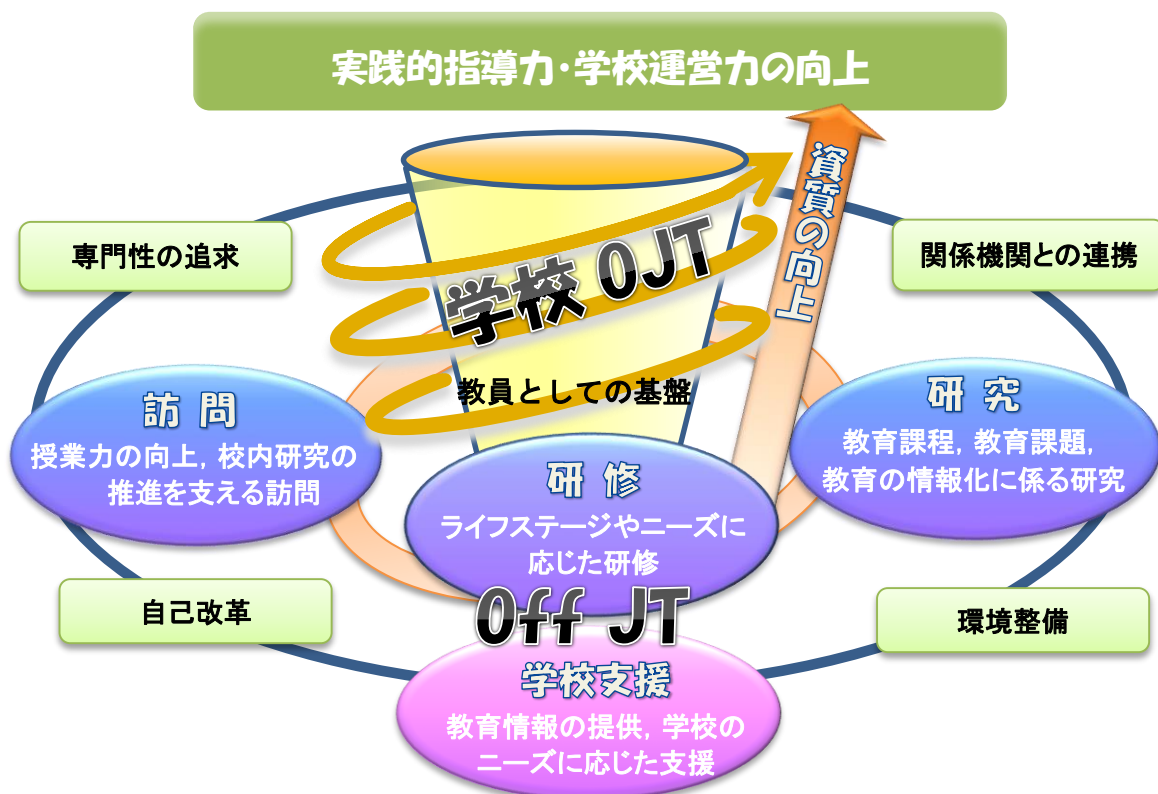 実践的指導力・学校運営力の向上
資質の向上
専門性の追求
関係機関との連携
学校 OJT
教員としての基盤
訪 問
授業力の向上，校内研究の
推進を支える訪問
研 究
教育課程，教育課題，
教育の情報化に係る研究
研 修
ライフステージやニーズに
応じた研修
自己改革
環境整備
Off JT
学校支援
教育情報の提供，学校の
ニーズに応じた支援